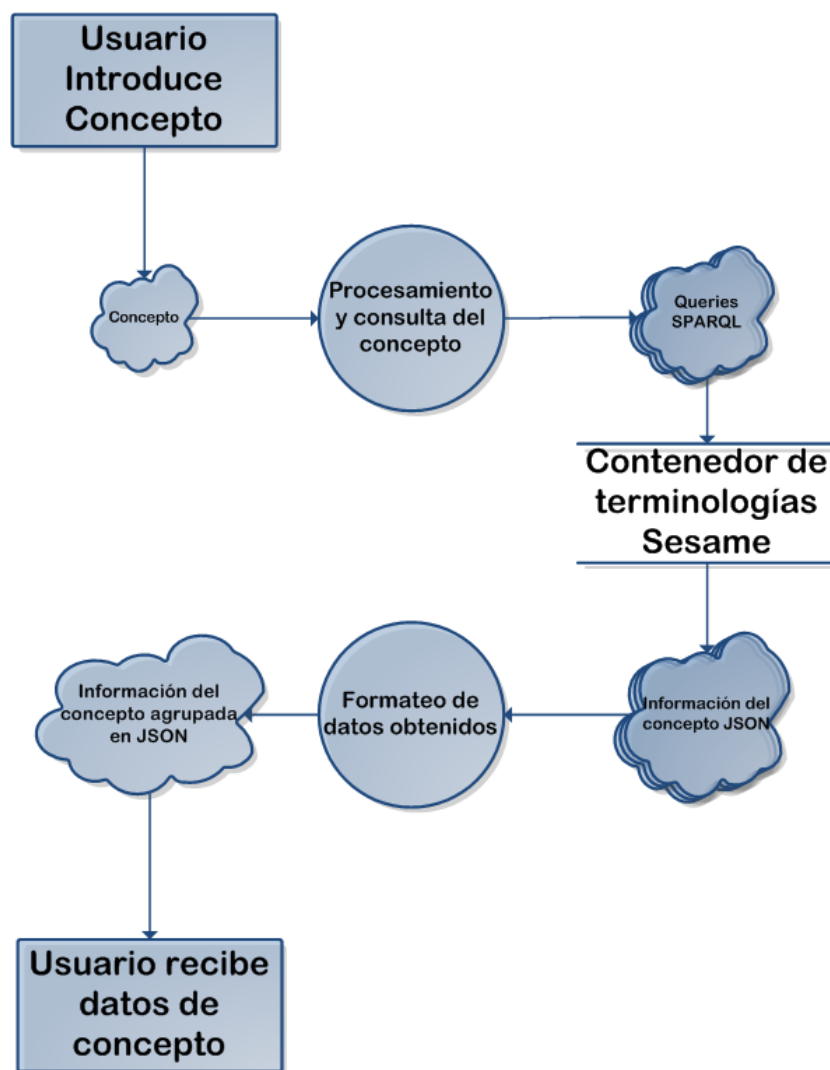 Usuario
Introduce
Concepto
Concepto
Procesamiento
y consulta del
concepto
Queries
SPARQL
Contenedor de
terminologías
Sesame
Información del
concepto JSON
Formateo de
datos obtenidos
Información del
concepto agrupada
en JSON
Usuario recibe
datos de
concepto